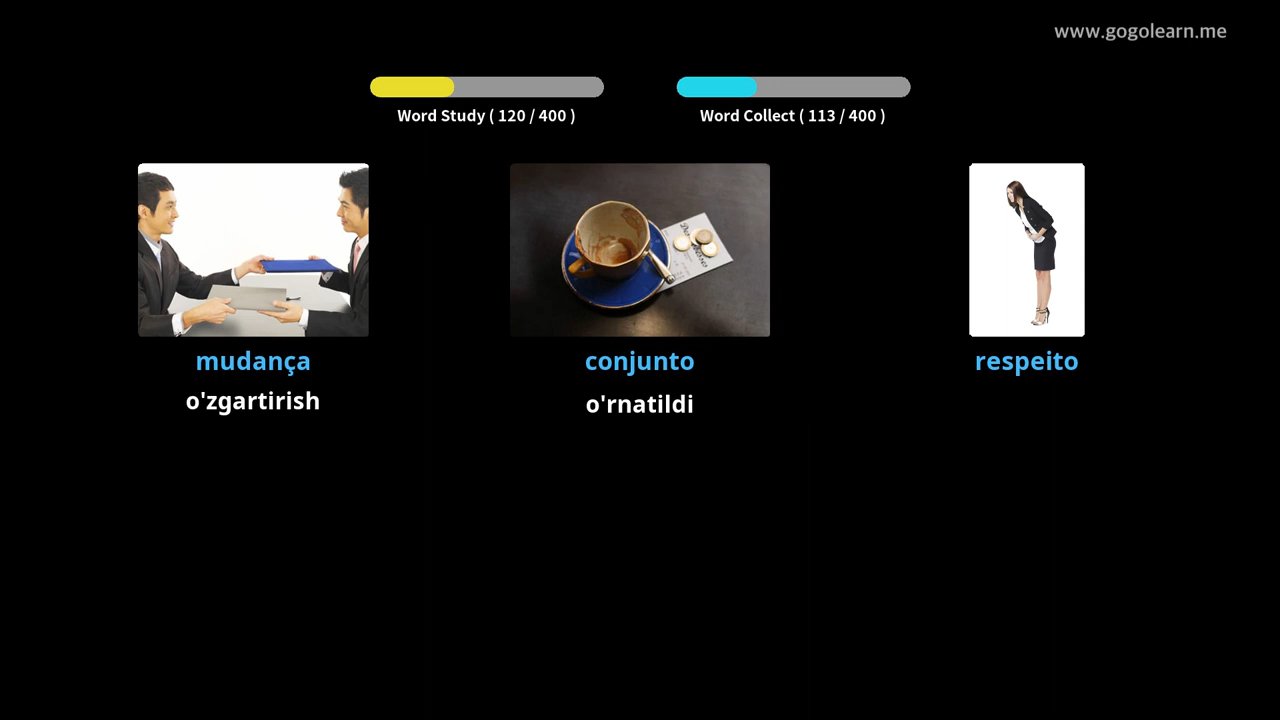 www.gogolearn.me
Word Study ( 120 / 400 )
Word Collect ( 113 / 400 )
mudança
conjunto
respeito
o'zgartirish
o'rnatildi